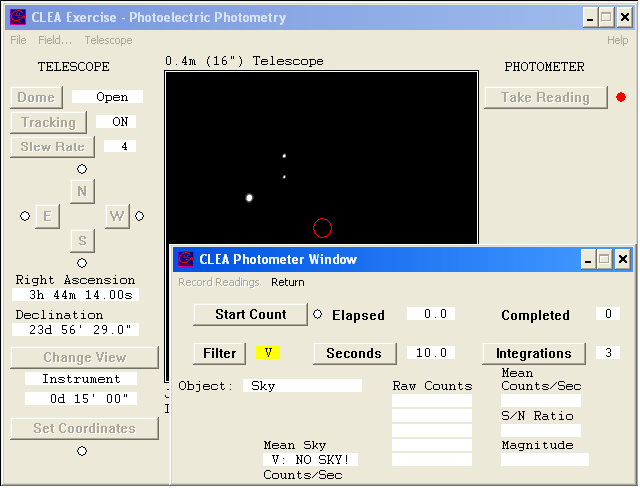 CLEA Exercise - Photoelectric Photometry
File Field... Telescope Help
TELESCOPE
0.4m (16") Telescope
PHOTOMETER
Dome Open
Take Reading
Tracking ON
Slew Rate 4
N
E W
S
Right Ascension
3h 44m 14.00s
Declination
23d 56' 29.0"
Change View
Instrument
0d 15' 00"
Set Coordinates
CLEA Photometer Window
Record Readings Return
Start Count Elapsed 0.0 Completed 0
Filter V Seconds 10.0 Integrations 3
Object: Sky
Raw Counts
Mean
Counts/Sec
S/N Ratio
Magnitude
Mean Sky
V: NO SKY!
Counts/Sec